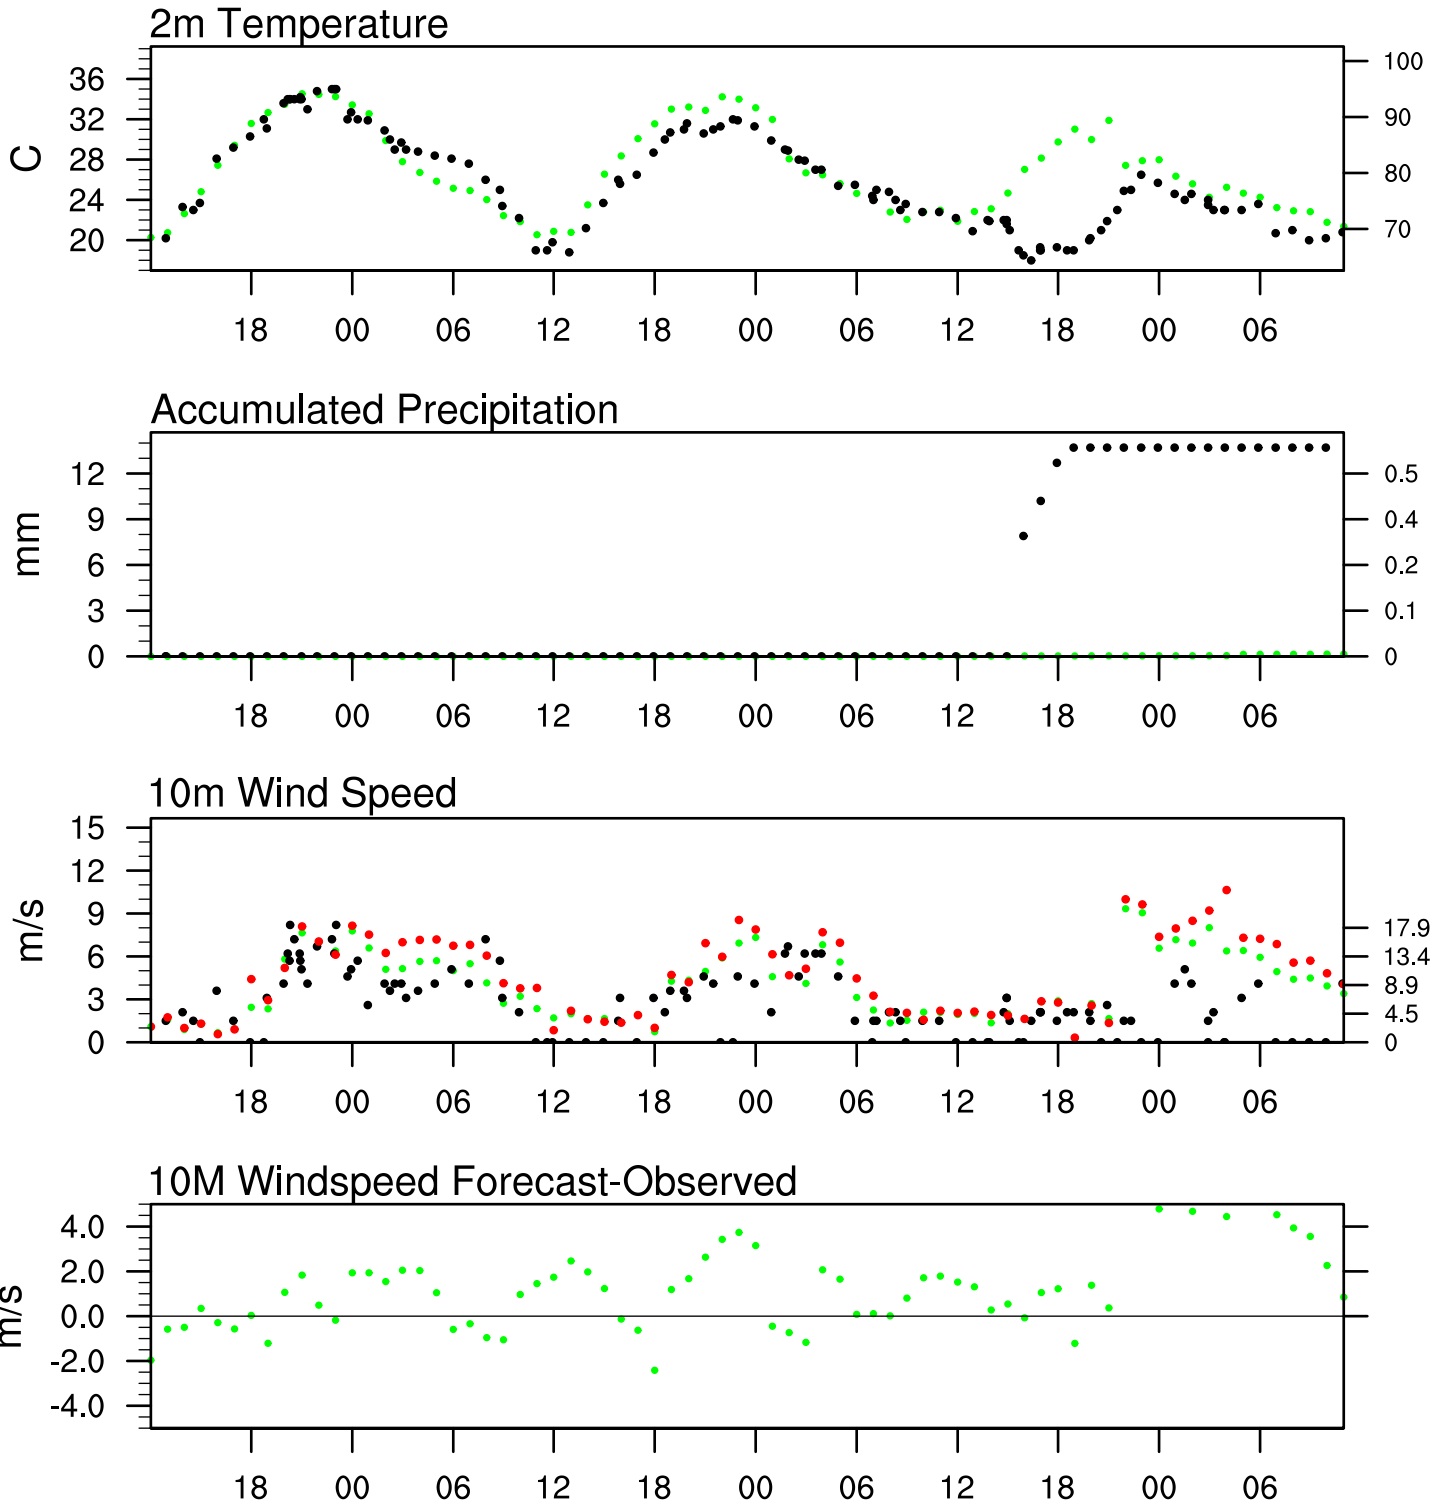 2m Temperature
36
32
28
24
20
C
100
90
80
70
18 00 06 12 18 00 06 12 18 00 06
Accumulated Precipitation
12
9
6
3
0
mm
0.5
0.4
0.2
0.1
0
18 00 06 12 18 00 06 12 18 00 06
10m Wind Speed
15
12
9
6
3
0
m/s
17.9
13.4
8.9
4.5
0
18 00 06 12 18 00 06 12 18 00 06
10M Windspeed Forecast-Observed
4.0
2.0
0.0
-2.0
-4.0
m/s
18 00 06 12 18 00 06 12 18 00 06